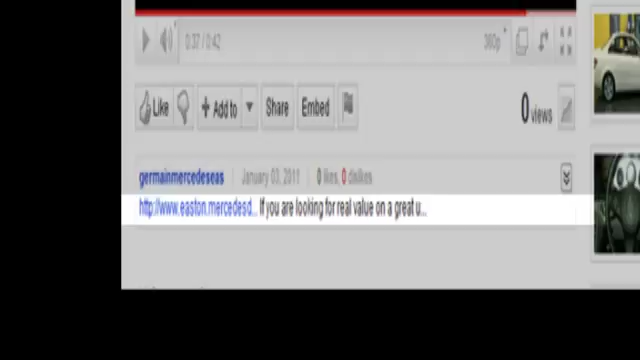 0:37 / 0:42
360p
Like
+ Add to
Share
Embed
0 views
germainmercedeseas
January 03, 2011
0 likes, 0 dislikes
http://www.easton.mercedesd... If you are looking for real value on a great u...